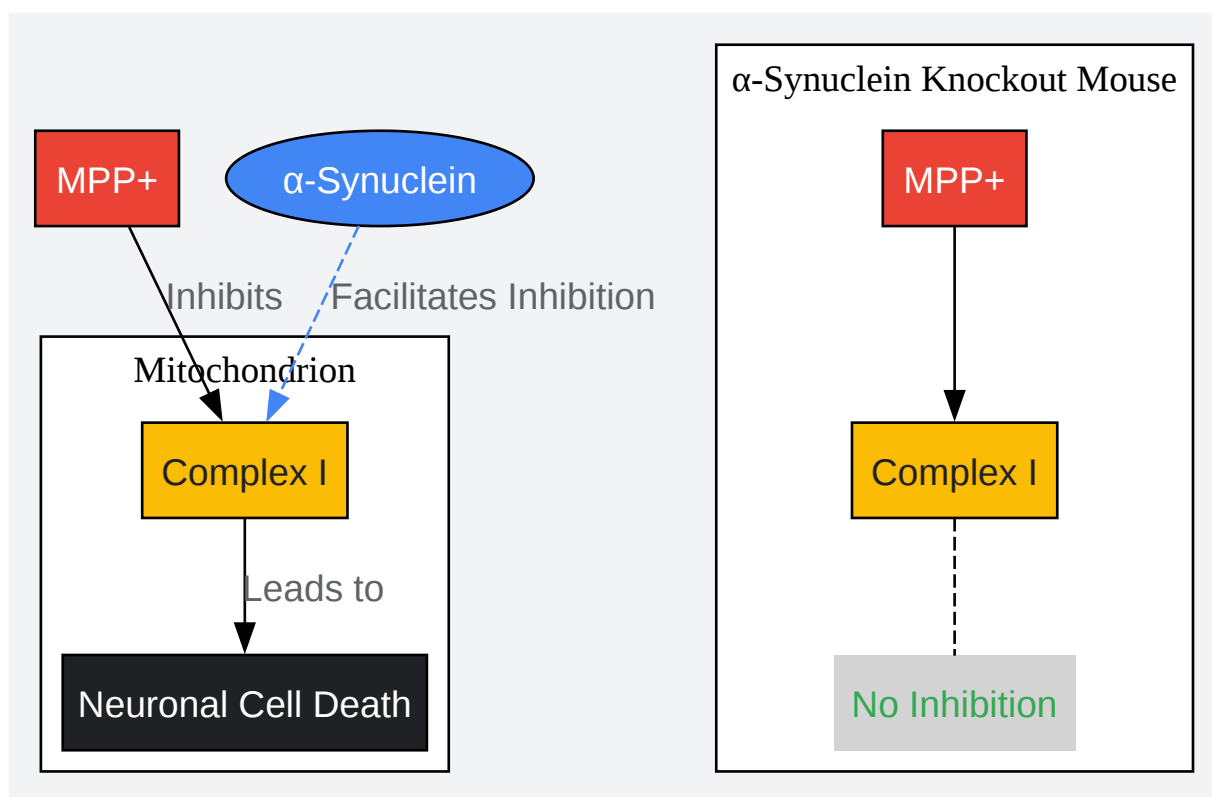 MPP+
α-Synuclein
Inhibits
Facilitates Inhibition
Mitochondrion
Complex I
Leads to
Neuronal Cell Death
α-Synuclein Knockout Mouse
MPP+
Complex I
No Inhibition